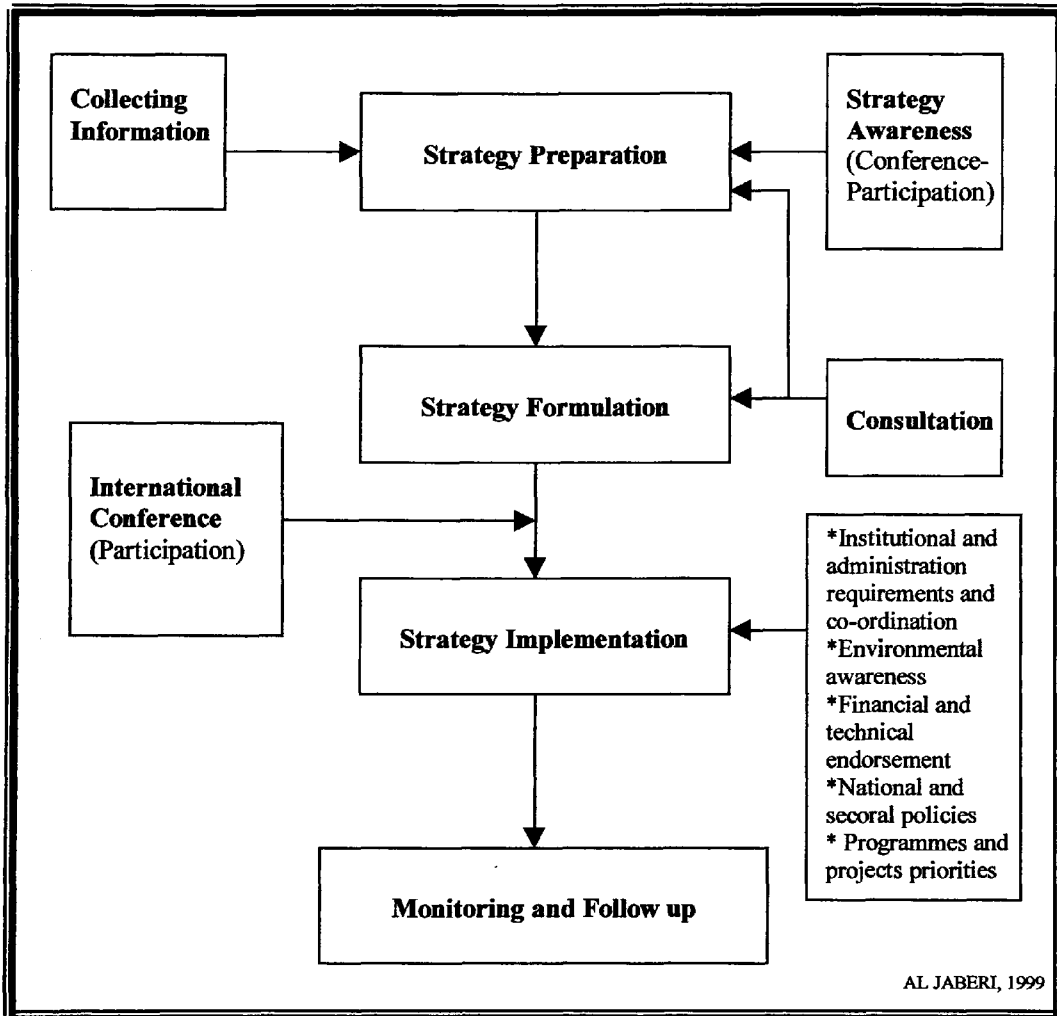 Collecting
Information
Strategy Preparation
Strategy
Awareness
(Conference-
Participation)
Strategy Formulation
Consultation
International
Conference
(Participation)
Strategy Implementation
*Institutional and
administration
requirements and
co-ordination
*Environmental
awareness
*Financial and
technical
endorsement
*National and
secoral policies
* Programmes and
projects priorities
Monitoring and Follow up
AL JABERI, 1999